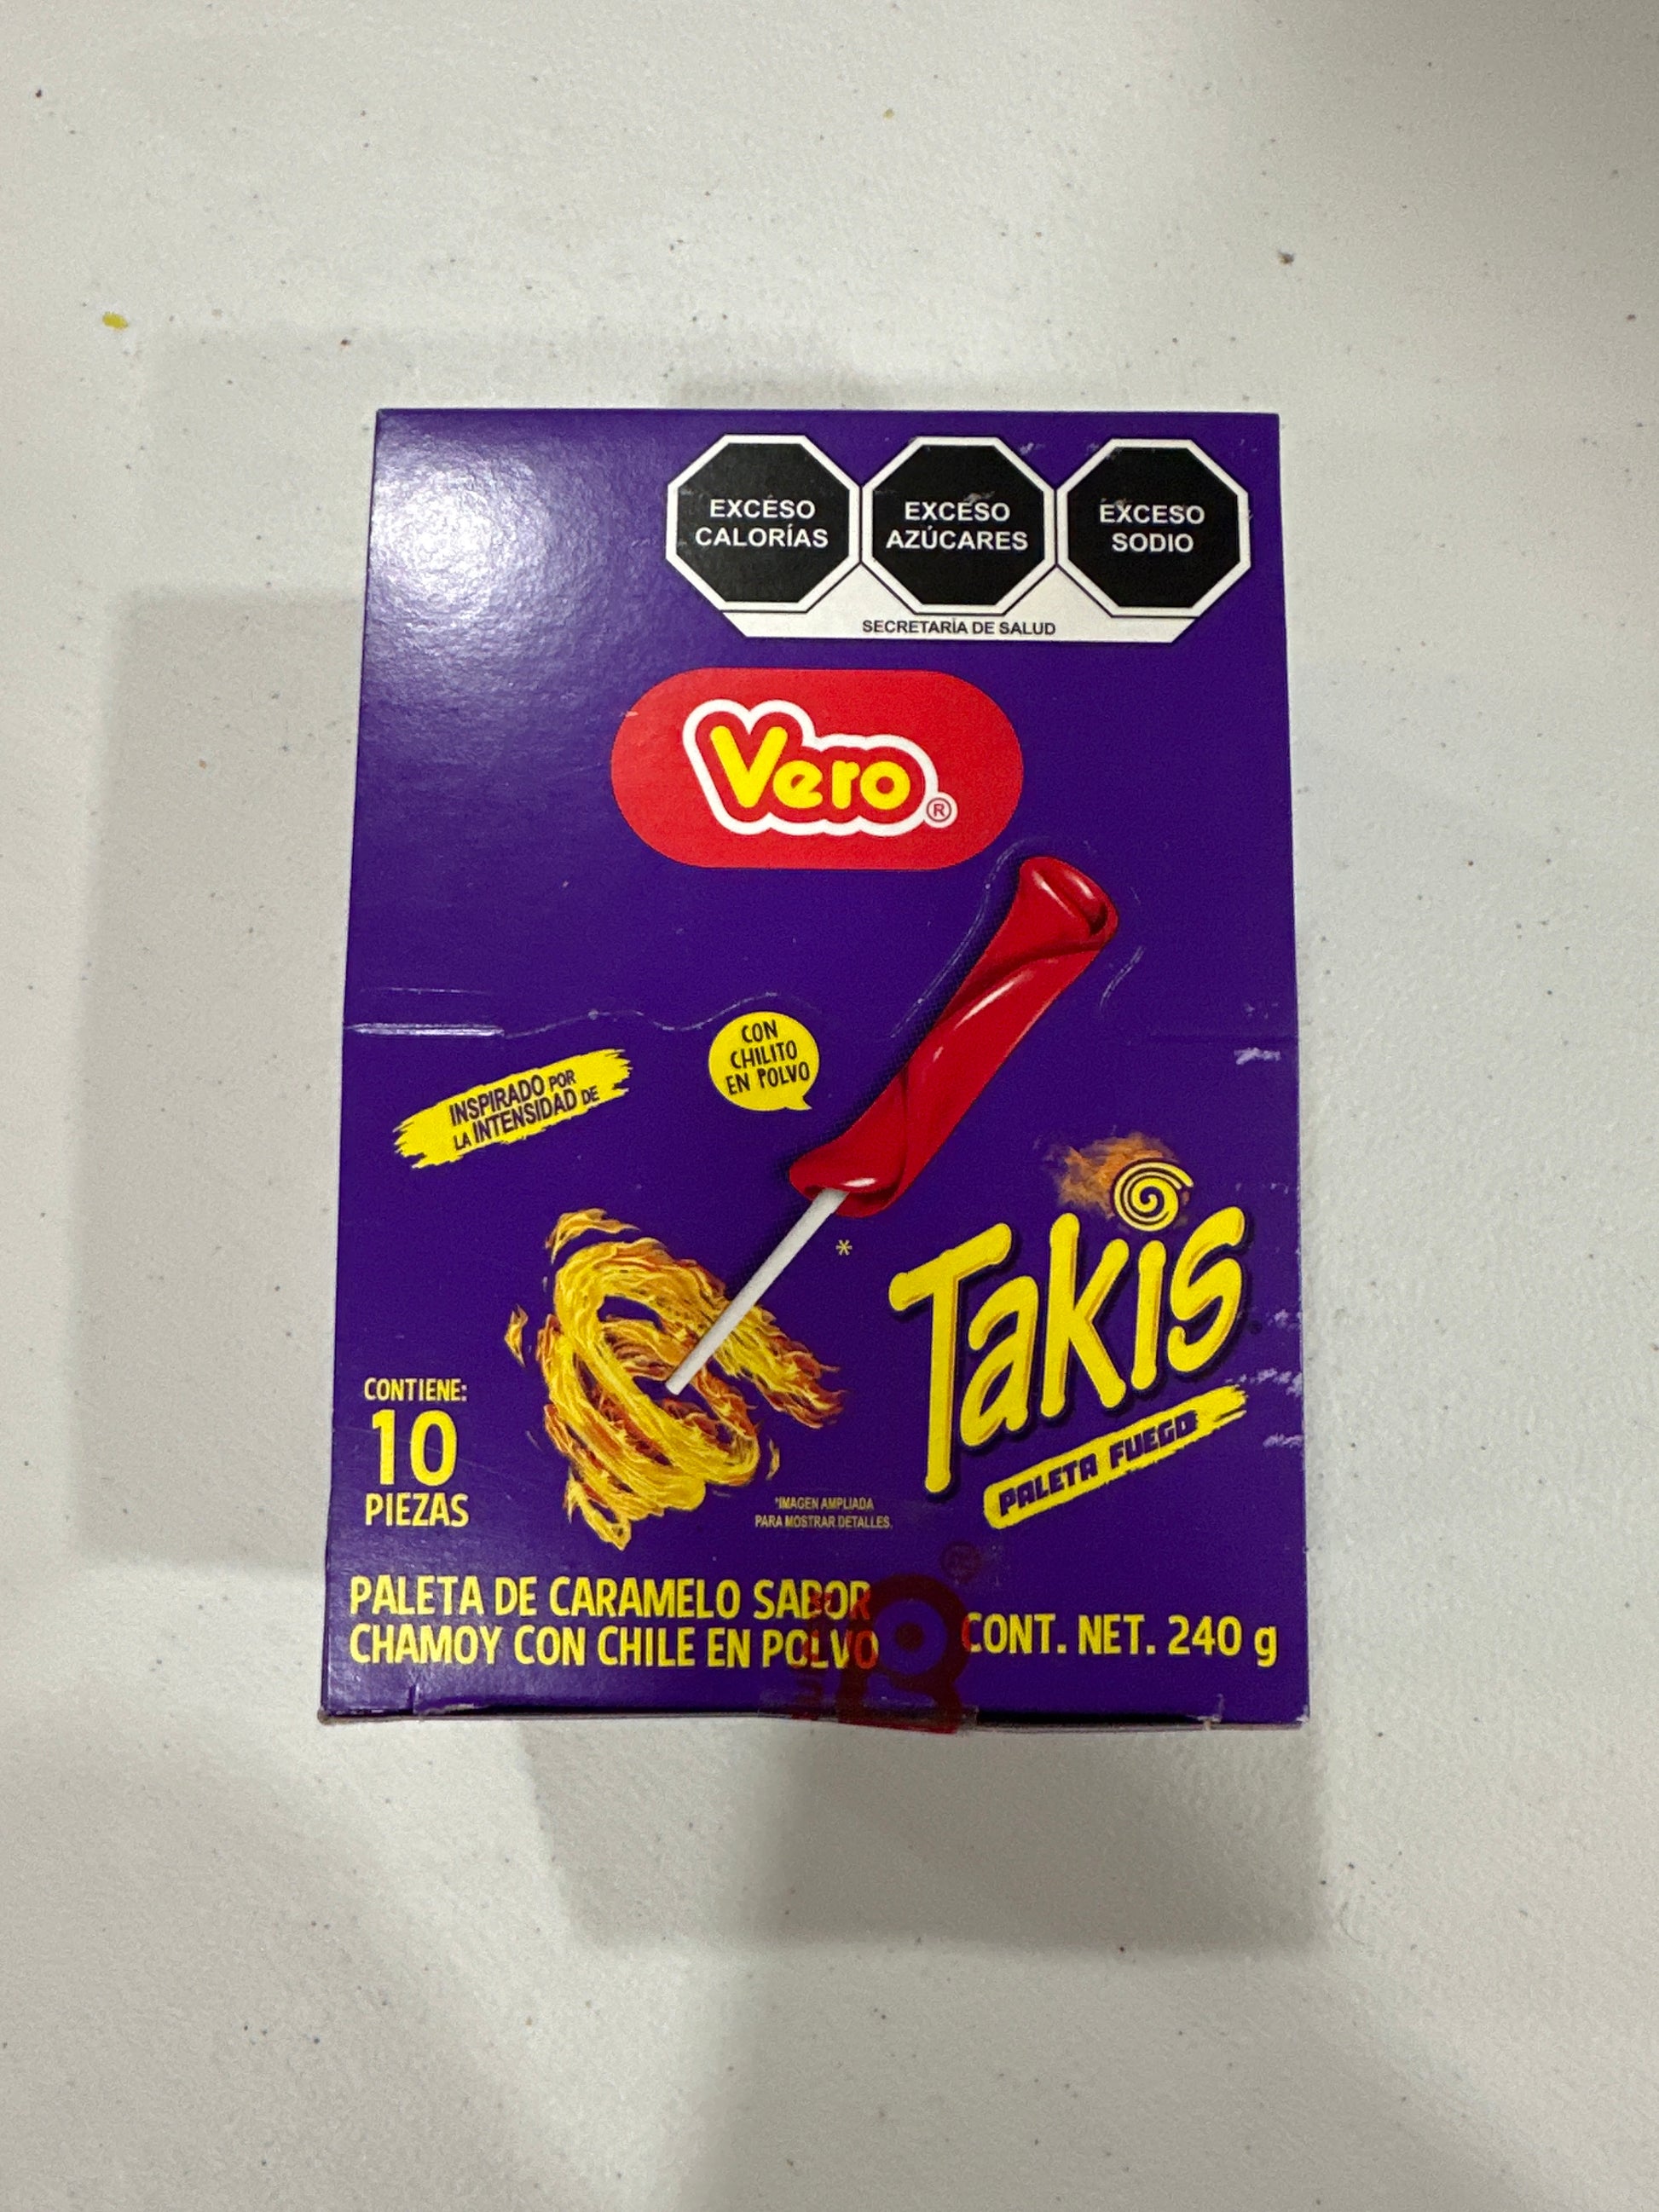 EXCESO
CALORÍAS
EXCESO
AZÚCARES
EXCESO
SODIO
SECRETARÍA DE SALUD
Vero®
CON
CHILITO
EN POLVO
INSPIRADO POR
LA INTENSIDAD DE
*
Takis
PALETA FUEGO
CONTIENE:
10
PIEZAS
*IMAGEN AMPLIADA
PARA MOSTRAR DETALLES.
PALETA DE CARAMELO SABOR
CHAMOY CON CHILE EN POLVO
CONT. NET. 240 g